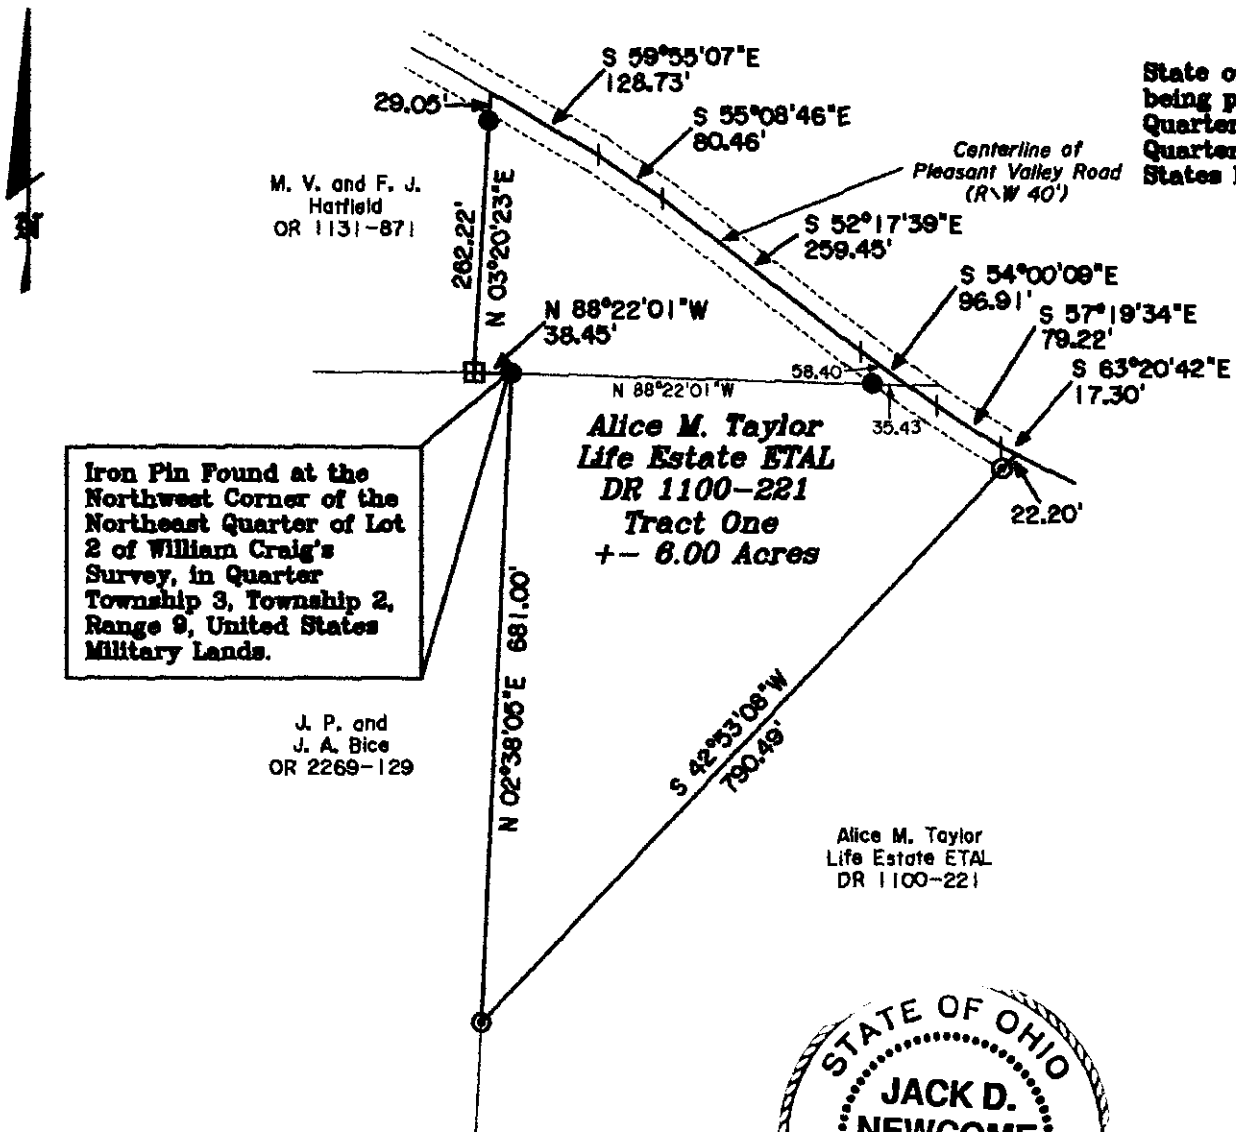 S 59°55'07"E
128.73'
State o
being p
Quarter
Quarter
States
29.05'
S 55°08'46"E
80.46'
Centerline of
Pleasant Valley Road
(R\W 40')
M. V. and F. J.
Hatfield
OR 1131-871
262.22'
N 03°20'23"E
S 52°17'39"E
259.45'
S 54°00'09"E
96.91'
N 88°22'01"W
38.45'
S 57°19'34"E
79.22'
S 63°20'42"E
17.30'
58.40
N 88°22'01"W
35.43
Alice M. Taylor
Life Estate ETAL
DR 1100-221
Tract One
+- 6.00 Acres
22.20'
Iron Pin Found at the
Northwest Corner of the
Northeast Quarter of Lot
2 of William Craig's
Survey, in Quarter
Township 3, Township 2,
Range 9, United States
Military Lands.
N 02°38'05"E 681.00'
S 42°53'08"W
790.49'
J. P. and
J. A. Bice
OR 2269-129
Alice M. Taylor
Life Estate ETAL
DR 1100-221
STATE OF OHIO
JACK D.
NEWCOME